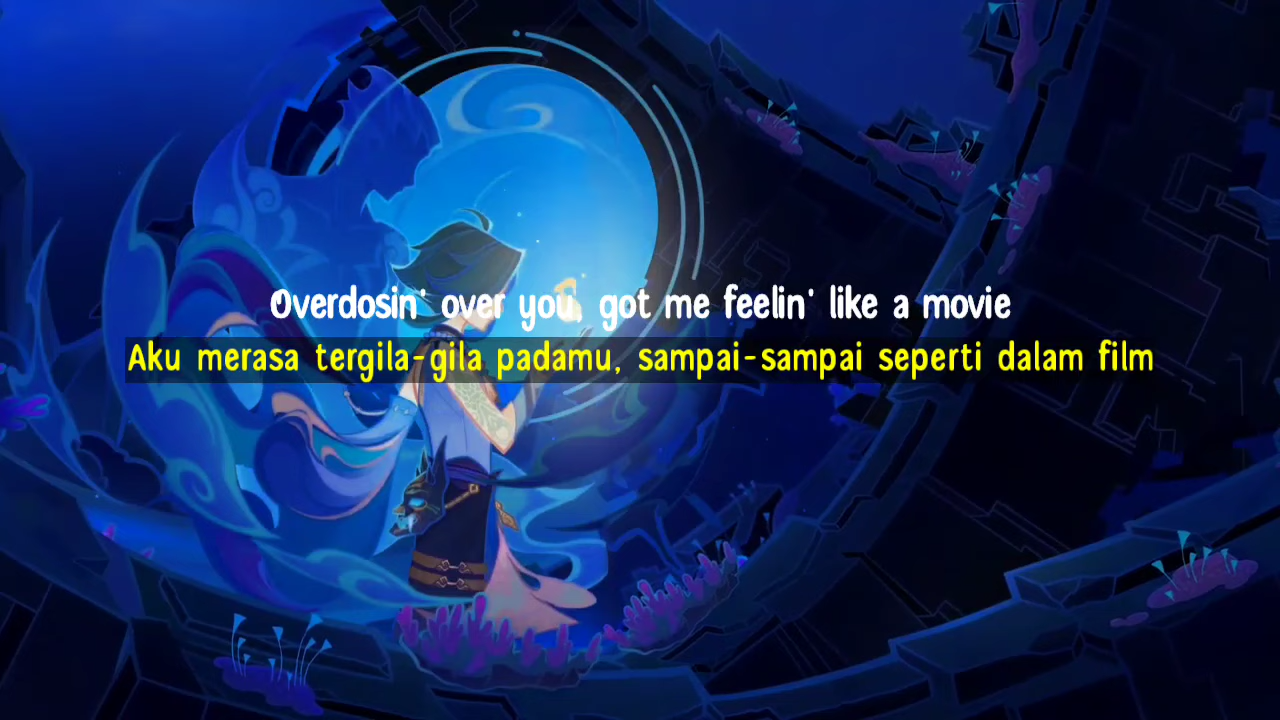 Overdosin' over you, got me feelin' like a movie
Aku merasa tergila-gila padamu, sampai-sampai seperti dalam film